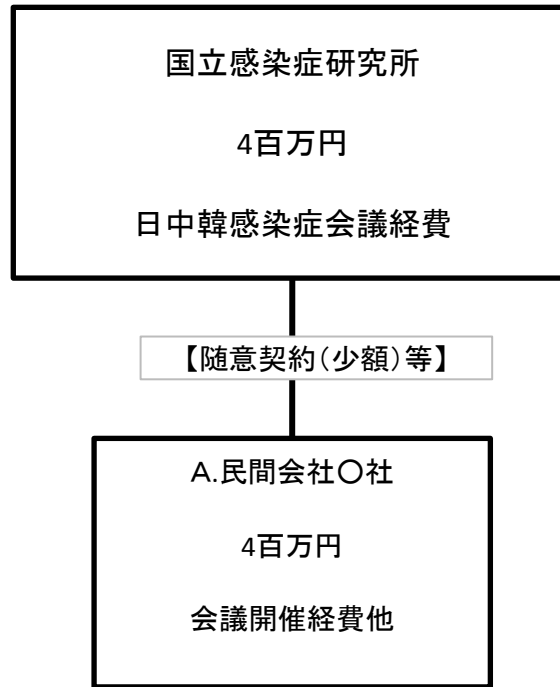 国立感染症研究所
4百万円
日中韓感染症会議経費
【随意契約(少額)等】
A.民間会社〇社
4百万円
会議開催経費他